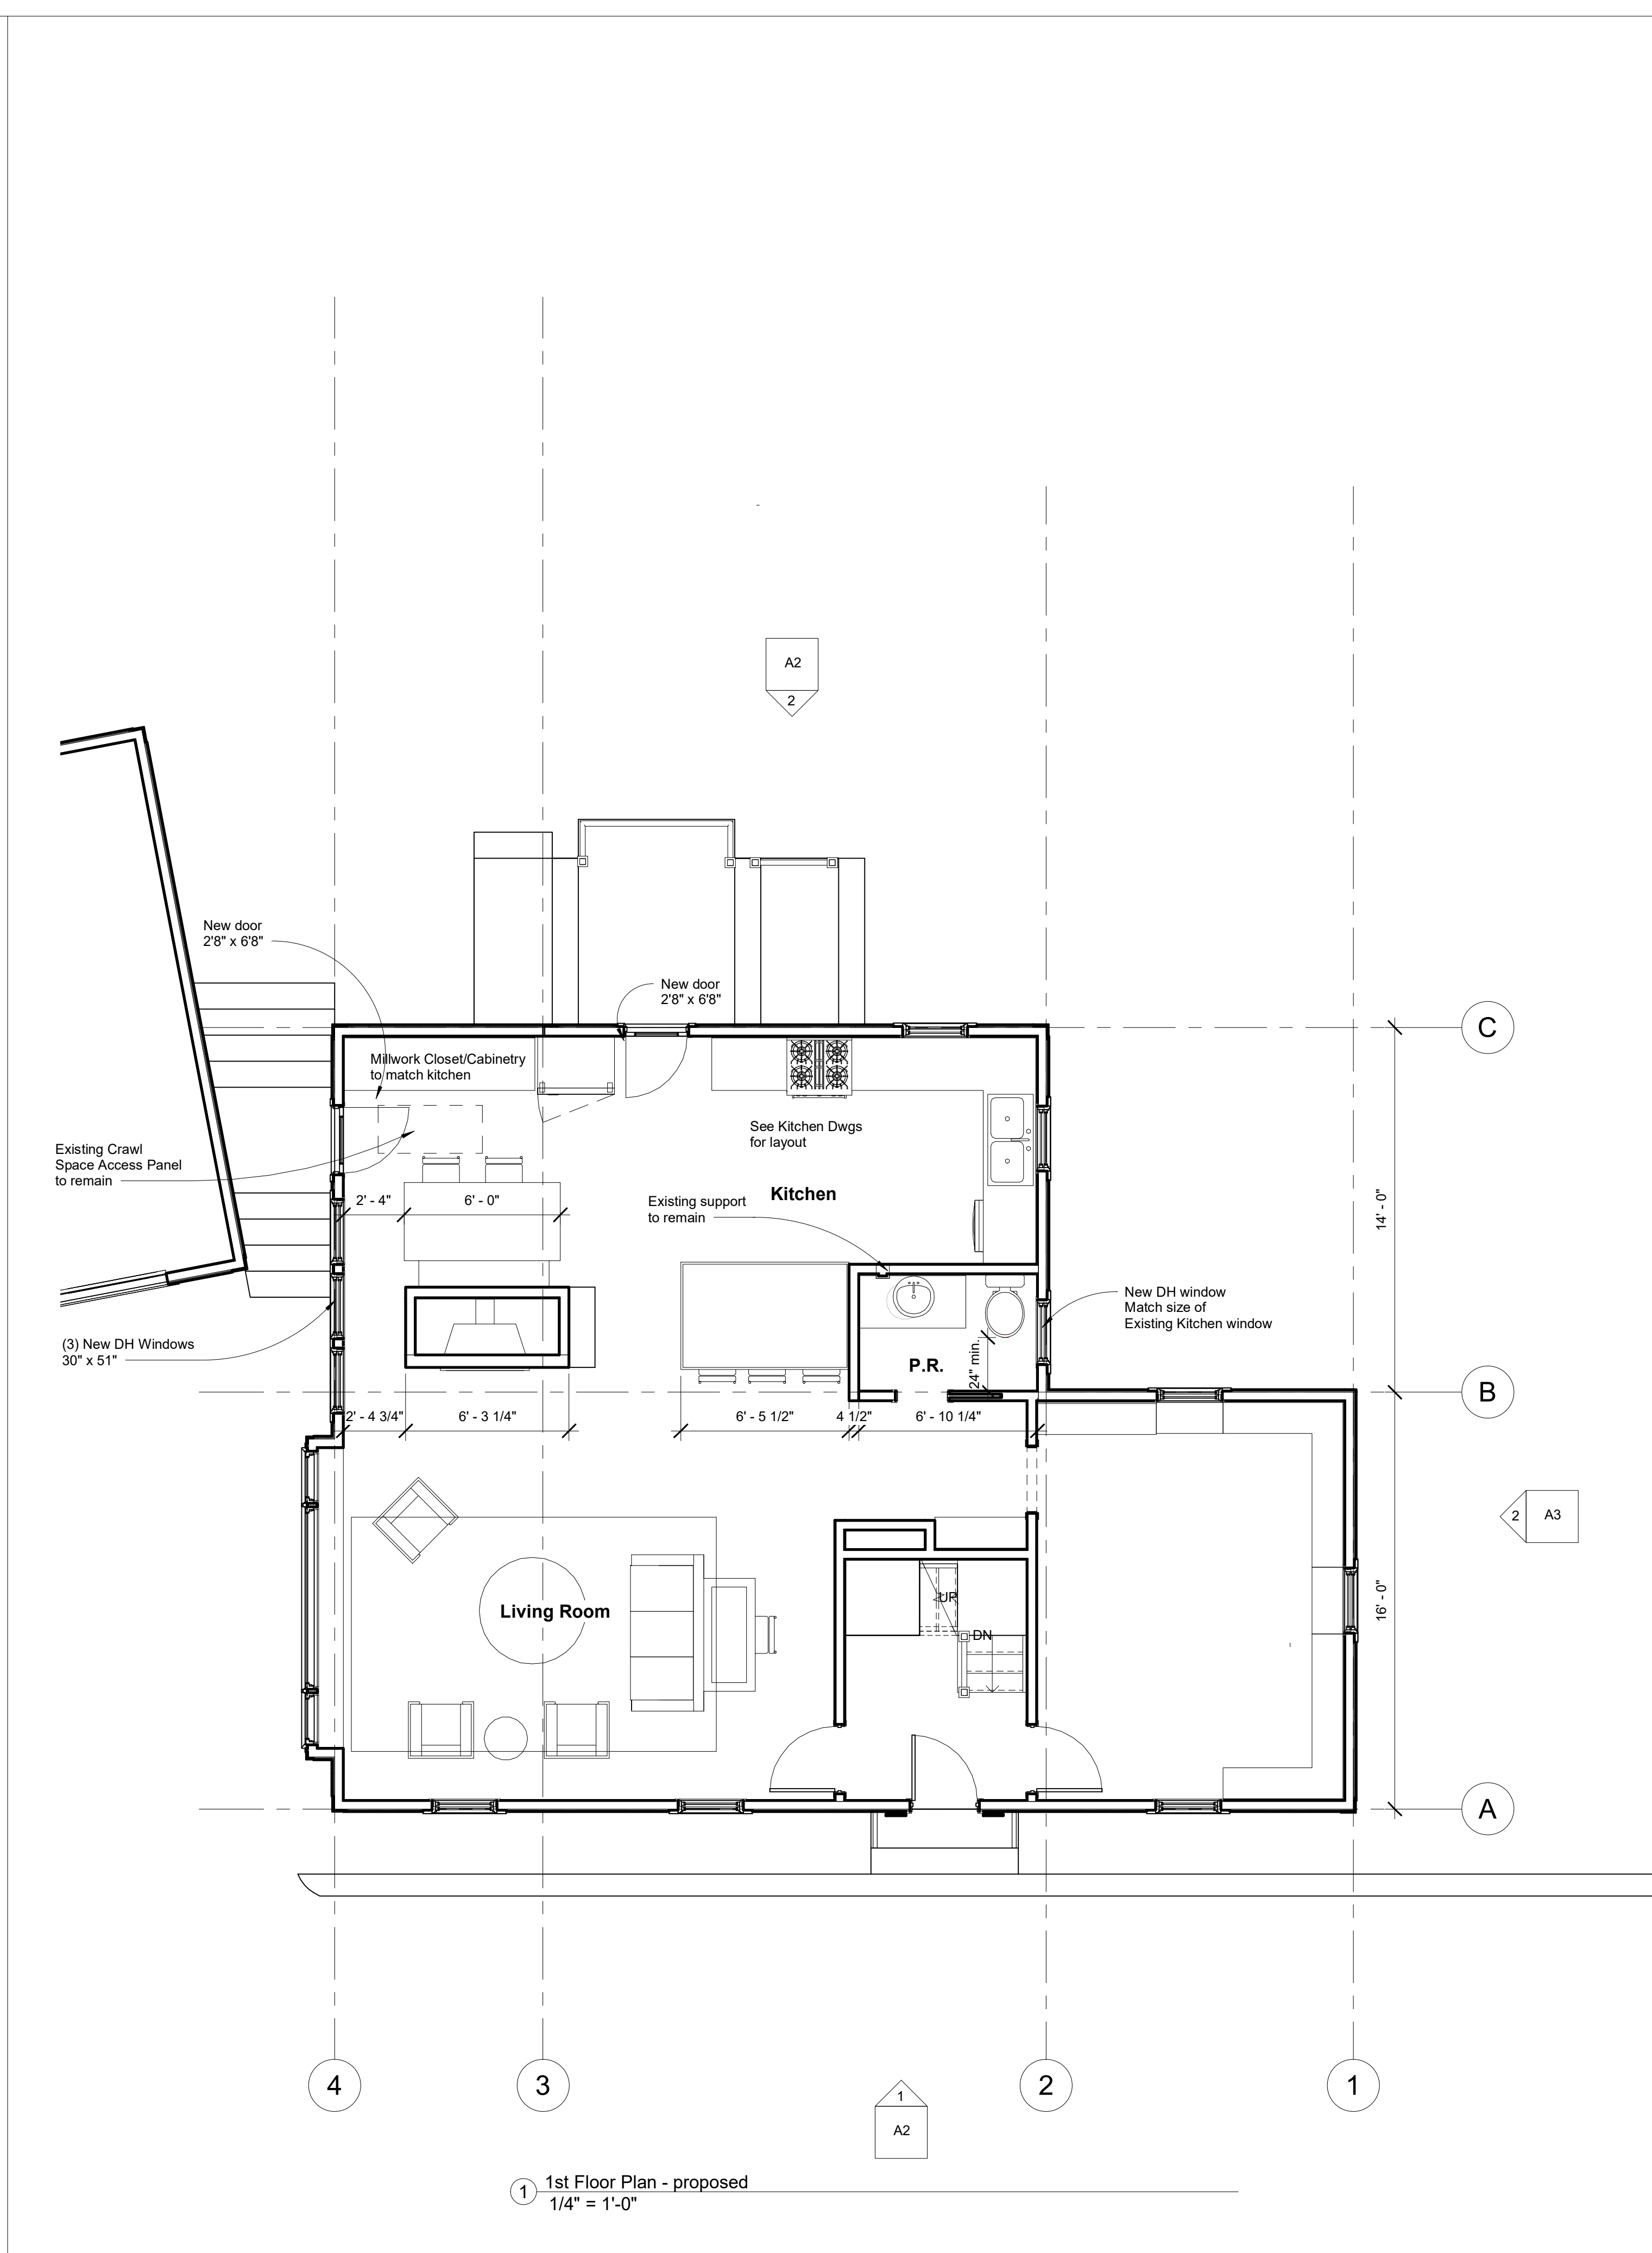 A2
2
New door
2'8" x 6'8"
New door
2'8" x 6'8"
C
Millwork Closet/Cabinetry
to match kitchen
See Kitchen Dwgs
for layout
Existing Crawl
Space Access Panel
to remain
Kitchen
2' - 4"
6' - 0"
Existing support
to remain
14' - 0"
New DH window
Match size of
Existing Kitchen window
(3) New DH Windows
30" x 51"
P.R.
24" min.
B
2' - 4 3/4"
6' - 3 1/4"
6' - 5 1/2"
4 1/2"
6' - 10 1/4"
2
A3
16' - 0"
Living Room
UP
DN
A
4
3
2
1
1
A2
1
1st Floor Plan - proposed
1/4" = 1'-0"